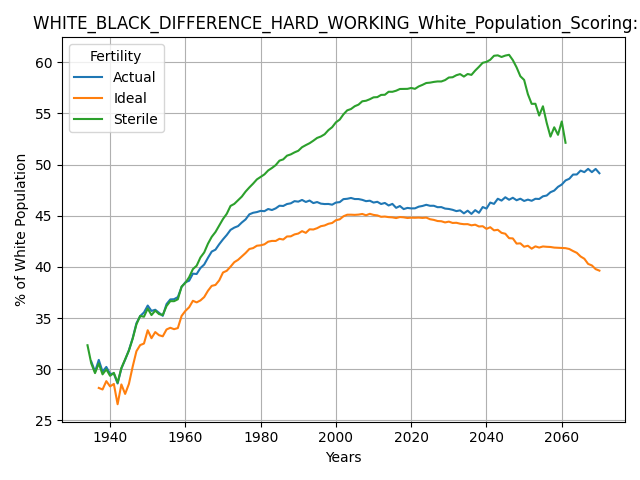 WHITE_BLACK_DIFFERENCE_HARD_WORKING_White_Population_Scoring:
Fertility
Actual
Ideal
Sterile
% of White Population
60
55
50
45
40
35
30
25
1940
1960
1980
2000
2020
2040
2060
Years